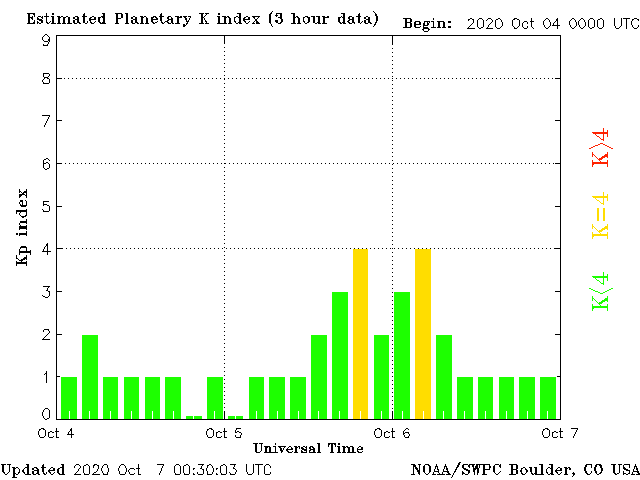 Estimated Planetary K index (3 hour data)
Begin: 2020 Oct 04 0000 UTC
9
8
7
6
5
4
3
2
1
0
Kp index
K>4
K=4
K<4
Oct 4
Oct 5
Oct 6
Oct 7
Universal Time
Updated 2020 Oct 7 00:30:03 UTC
NOAA/SWPC Boulder, CO USA